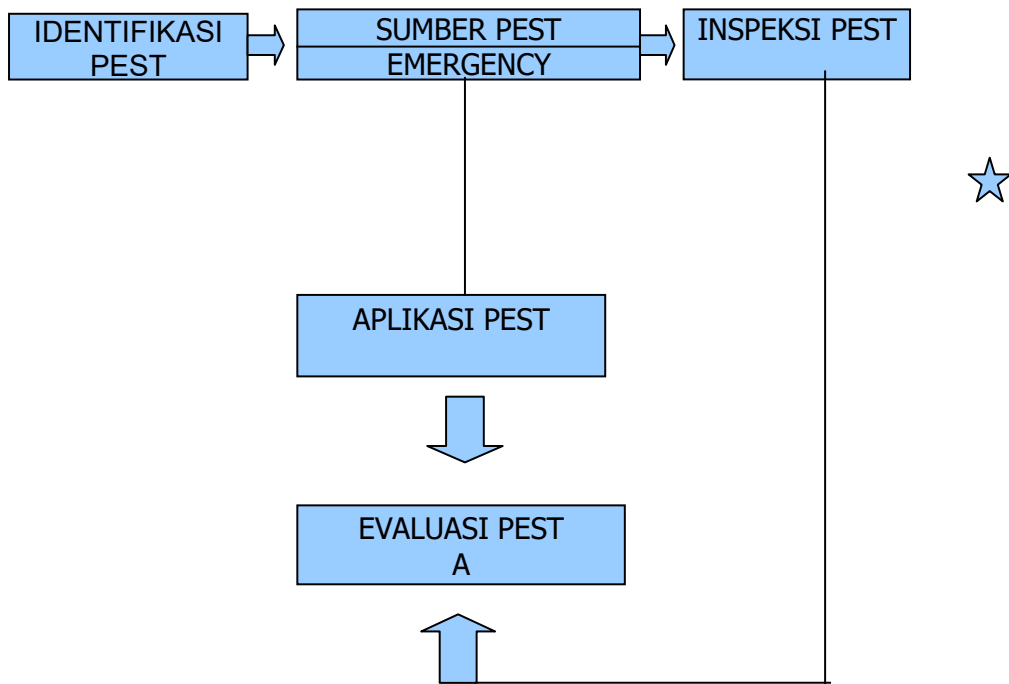 IDENTIFIKASI
PEST
SUMBER PEST
EMERGENCY
INSPEKSI PEST
APLIKASI PEST
EVALUASI PEST
A